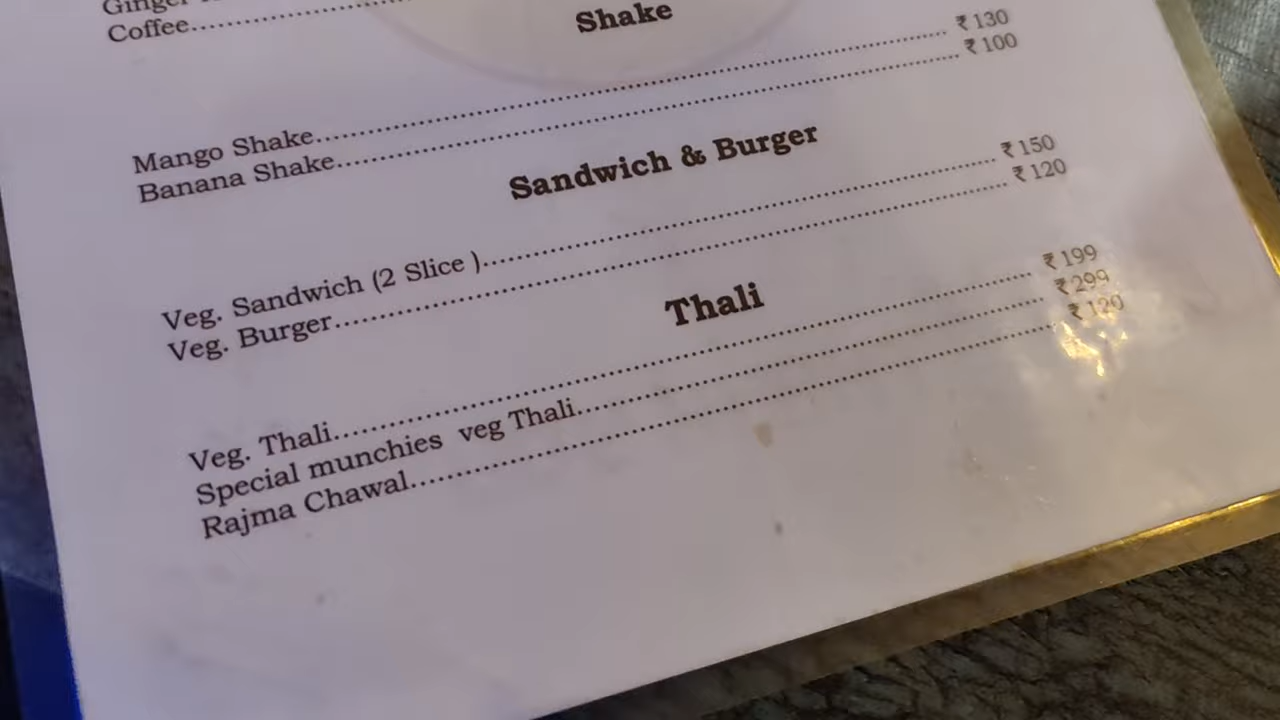 Ginger
Coffee....................
Shake
Mango Shake.................... ₹130
Banana Shake.................... ₹100
Sandwich & Burger
Veg. Sandwich (2 Slice ).................... ₹150
Veg. Burger.................... ₹120
Thali
Veg. Thali.................... ₹199
Special munchies veg Thali.................... ₹299
Rajma Chawal.................... ₹120